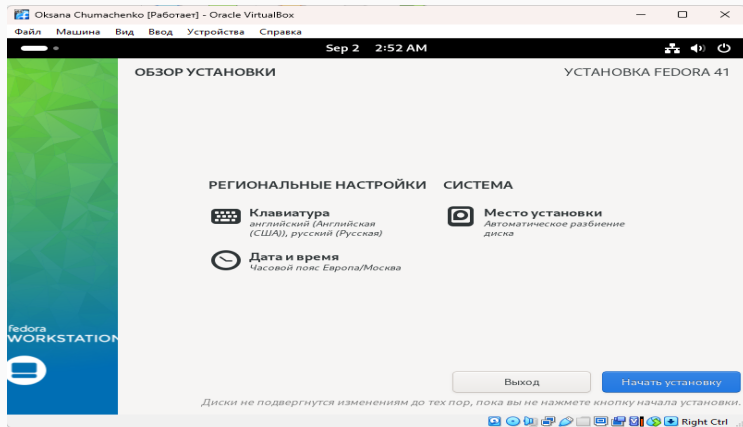 Oksana Chumachenko [Работает] - Oracle VirtualBox
Файл Машина Вид Ввод Устройства Справка
Sep 2 2:52 AM
ОБЗОР УСТАНОВКИ
УСТАНОВКА FEDORA 41
РЕГИОНАЛЬНЫЕ НАСТРОЙКИ
СИСТЕМА
Клавиатура
английский (Английская
(США)), русский (Русская)
Место установки
Автоматическое разбиение
диска
Дата и время
Часовой пояс Европа/Москва
fedora
WORKSTATION
Выход
Начать установку
Диски не подвергнутся изменениям до тех пор, пока вы не нажмете кнопку начала установки.
Right Ctrl